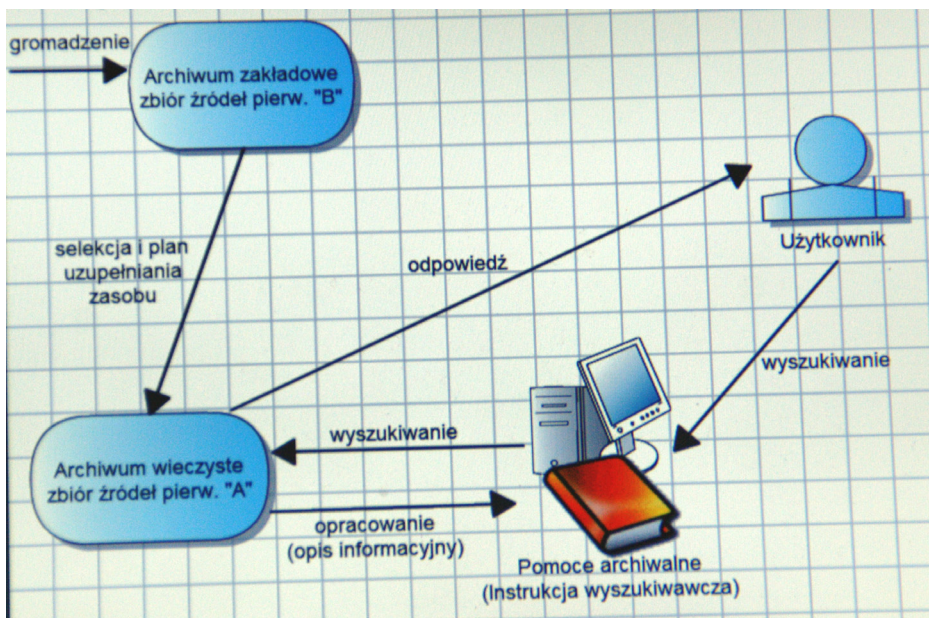 gromadzenie
Archiwum zakładowe
zbiór źródeł pierw. "B"
selekcja i plan
uzupełniania
zasobu
odpowiedź
Użytkownik
wyszukiwanie
wyszukiwanie
Archiwum wieczyste
zbiór źródeł pierw. "A"
opracowanie
(opis informacyjny)
Pomoce archiwalne
(Instrukcja wyszukiwawcza)